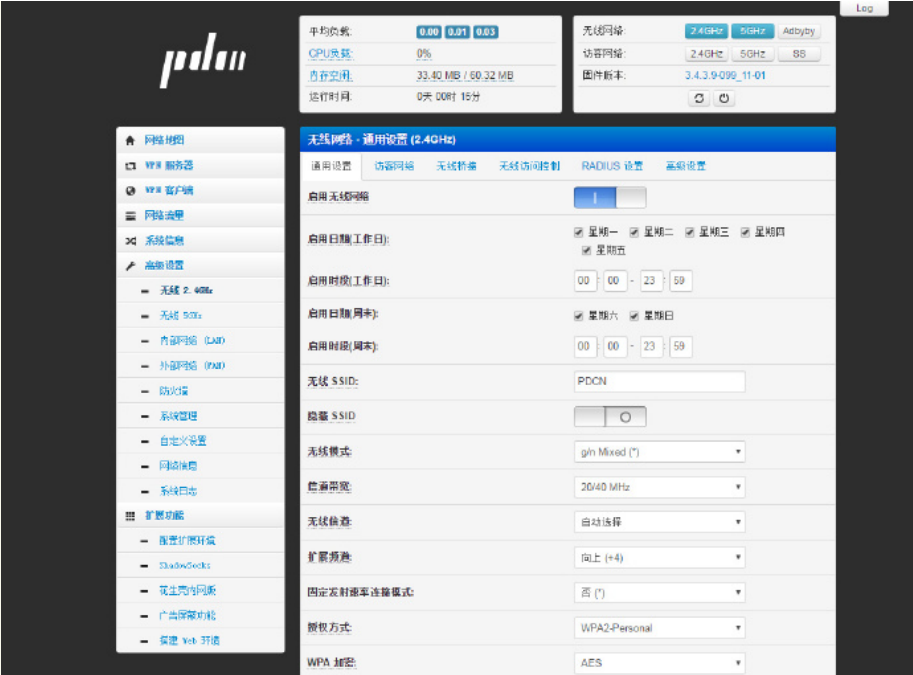 Log
pdcn
平均负载: 0.00 0.01 0.03
CPU负载: 0%
内存空闲: 33.40 MB / 60.32 MB
运行时间: 0天 00时 15分
无线网络: 2.4GHz 5GHz Adbyby
访客网络: 2.4GHz 5GHz SS
固件版本: 3.4.3.9-099_11-01
网络地图
VPN 服务器
VPN 客户端
网络流量
系统信息
高级设置
无线 2.4GHz
无线 5GHz
内部网络 (LAN)
外部网络 (WAN)
防火墙
系统管理
自定义设置
网络信息
系统日志
扩展功能
配置扩展环境
ShadowSocks
花生壳内网版
广告屏蔽功能
搭建 Web 环境
无线网络 - 通用设置 (2.4GHz)
通用设置 访客网络 无线桥接 无线访问控制 RADIUS 设置 高级设置
启用无线网络
启用日期(工作日): 星期一 星期二 星期三 星期四
星期五
启用时段(工作日): 00 : 00 - 23 : 59
启用日期(周末): 星期六 星期日
启用时段(周末): 00 : 00 - 23 : 59
无线 SSID: PDCN
隐藏 SSID
无线模式: g/n Mixed (*)
信道带宽: 20/40 MHz
无线信道: 自动选择
扩展频道: 向上 (+4)
固定发射速率连接模式: 否 (*)
授权方式: WPA2-Personal
WPA 加密: AES